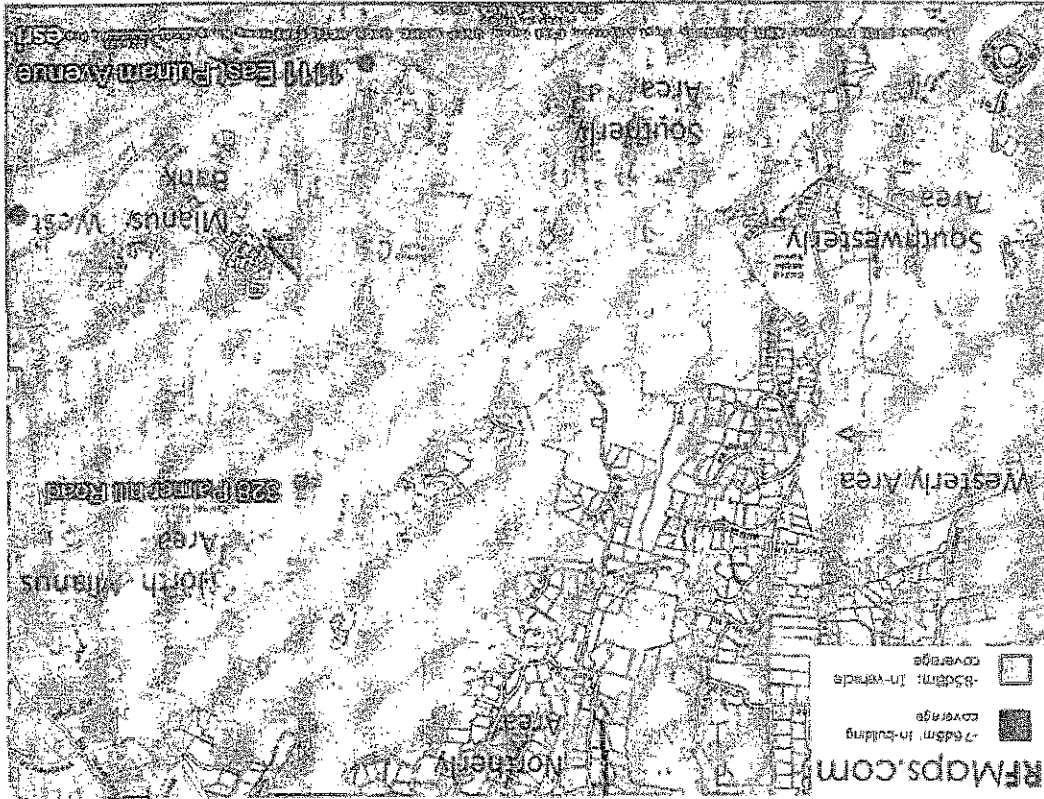 RFMaps.com
-76dBm; In-building
coverage
-85dBm; In-vehicle
coverage
Northerly
Area
North Mianus
Area
Westerly Area
328 Palmer Hill Road
Southwesterly
Area
Mianus West
Bank
Southerly
Area
1111 East Putnam Avenue
esri